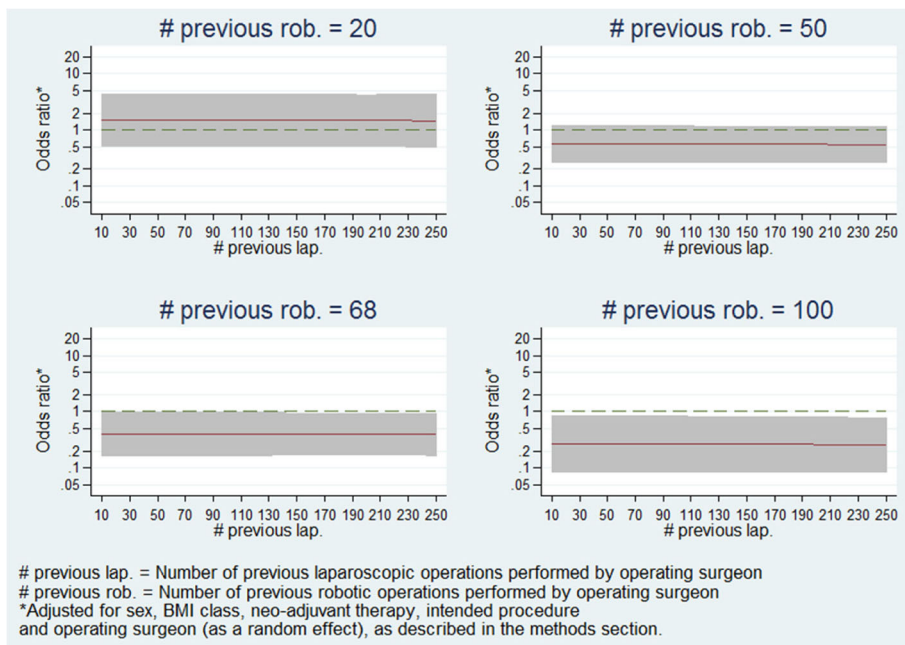 # previous rob. = 20
# previous rob. = 50
Odds ratio*
20
10
5
2
1
.5
.2
.1
.05
10 30 50 70 90 110 130 150 170 190 210 230 250
# previous lap.
Odds ratio*
20
10
5
2
1
.5
.2
.1
.05
10 30 50 70 90 110 130 150 170 190 210 230 250
# previous lap.
# previous rob. = 68
# previous rob. = 100
Odds ratio*
20
10
5
2
1
.5
.2
.1
.05
10 30 50 70 90 110 130 150 170 190 210 230 250
# previous lap.
Odds ratio*
20
10
5
2
1
.5
.2
.1
.05
10 30 50 70 90 110 130 150 170 190 210 230 250
# previous lap.
# previous lap. = Number of previous laparoscopic operations performed by operating surgeon
# previous rob. = Number of previous robotic operations performed by operating surgeon
*Adjusted for sex, BMI class, neo-adjuvant therapy, intended procedure
and operating surgeon (as a random effect), as described in the methods section.